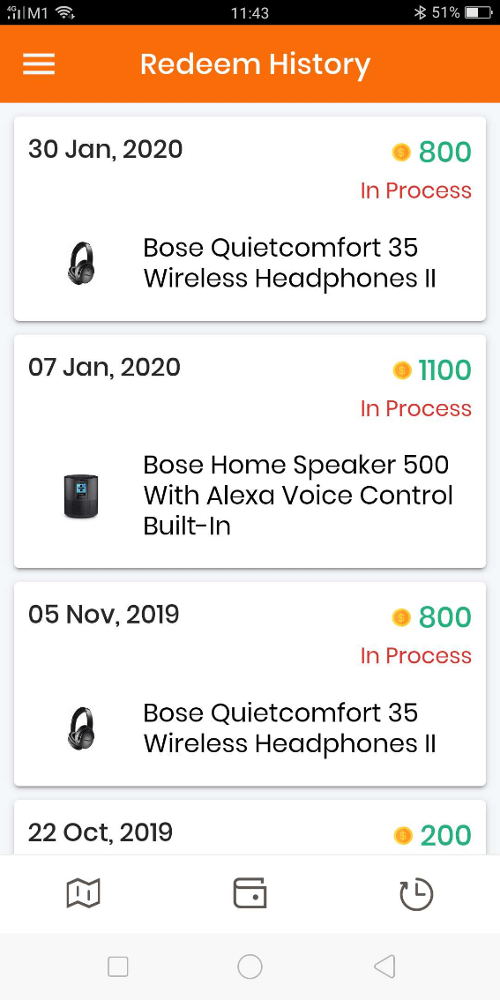 4G M1 11:43 51%
Redeem History
30 Jan, 2020 800
In Process
Bose Quietcomfort 35
Wireless Headphones II
07 Jan, 2020 1100
In Process
Bose Home Speaker 500
With Alexa Voice Control
Built-In
05 Nov, 2019 800
In Process
Bose Quietcomfort 35
Wireless Headphones II
22 Oct, 2019 200